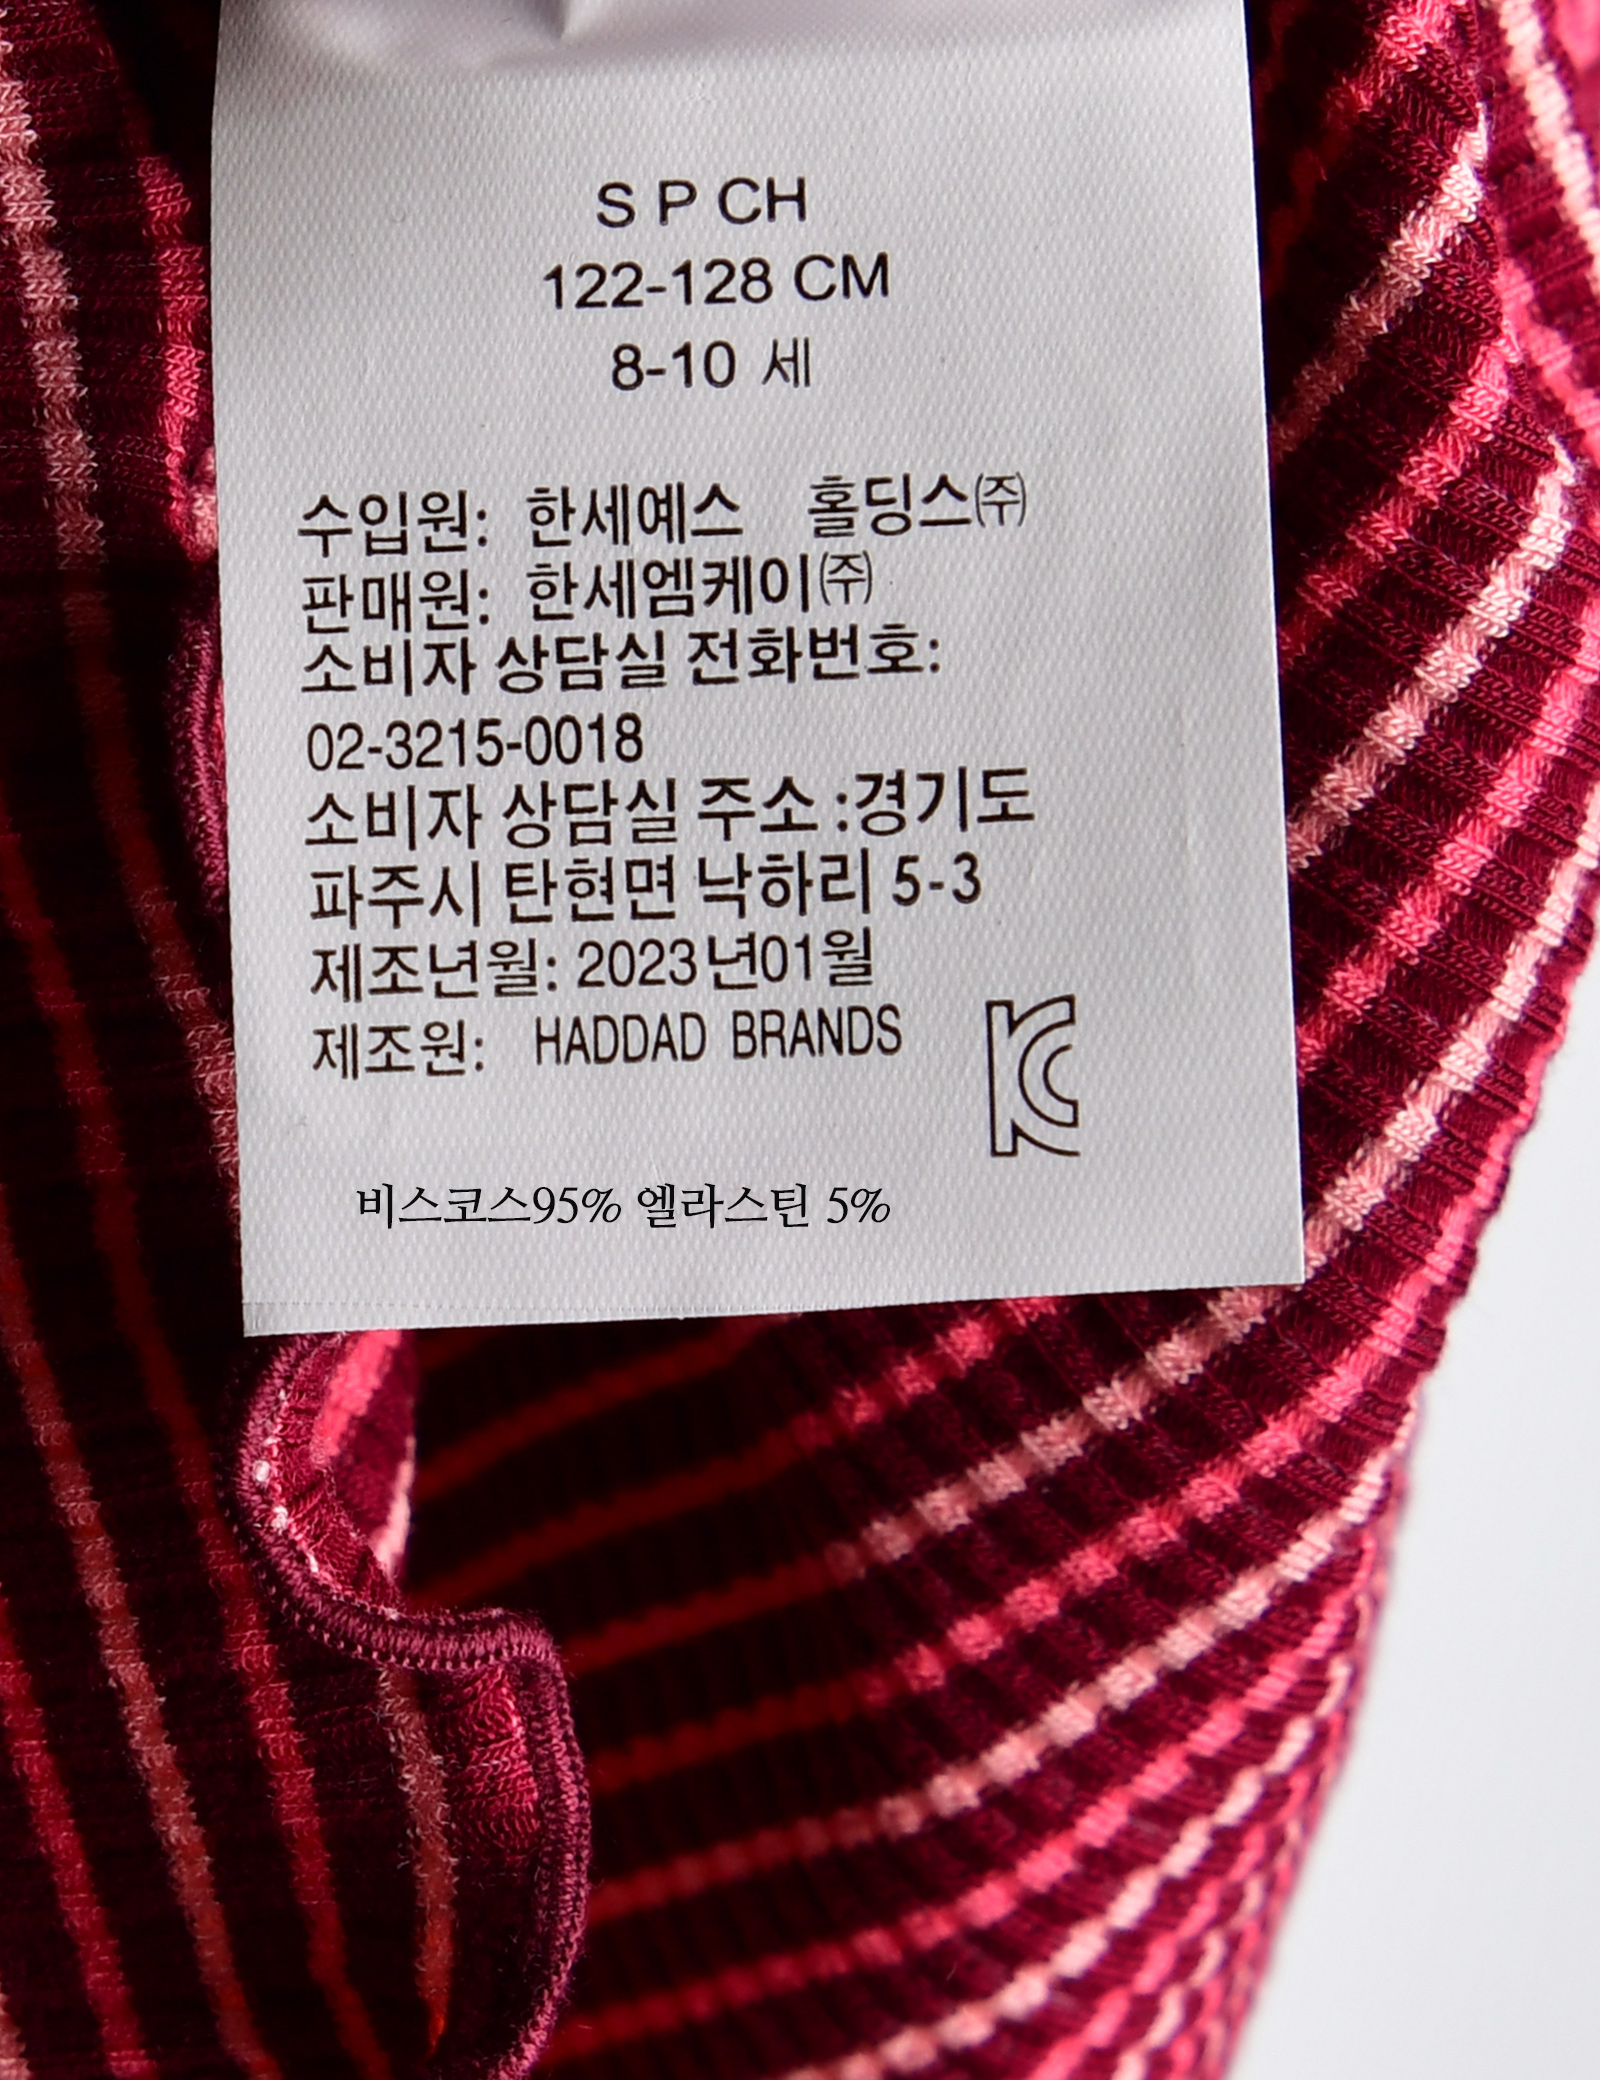 S P CH
122-128 CM
8-10 세
수입원: 한세예스 홀딩스㈜
판매원: 한세엠케이㈜
소비자 상담실 전화번호:
02-3215-0018
소비자 상담실 주소 :경기도
파주시 탄현면 낙하리 5-3
제조년월: 2023년01월
제조원: HADDAD BRANDS
KC
비스코스95% 엘라스틴 5%